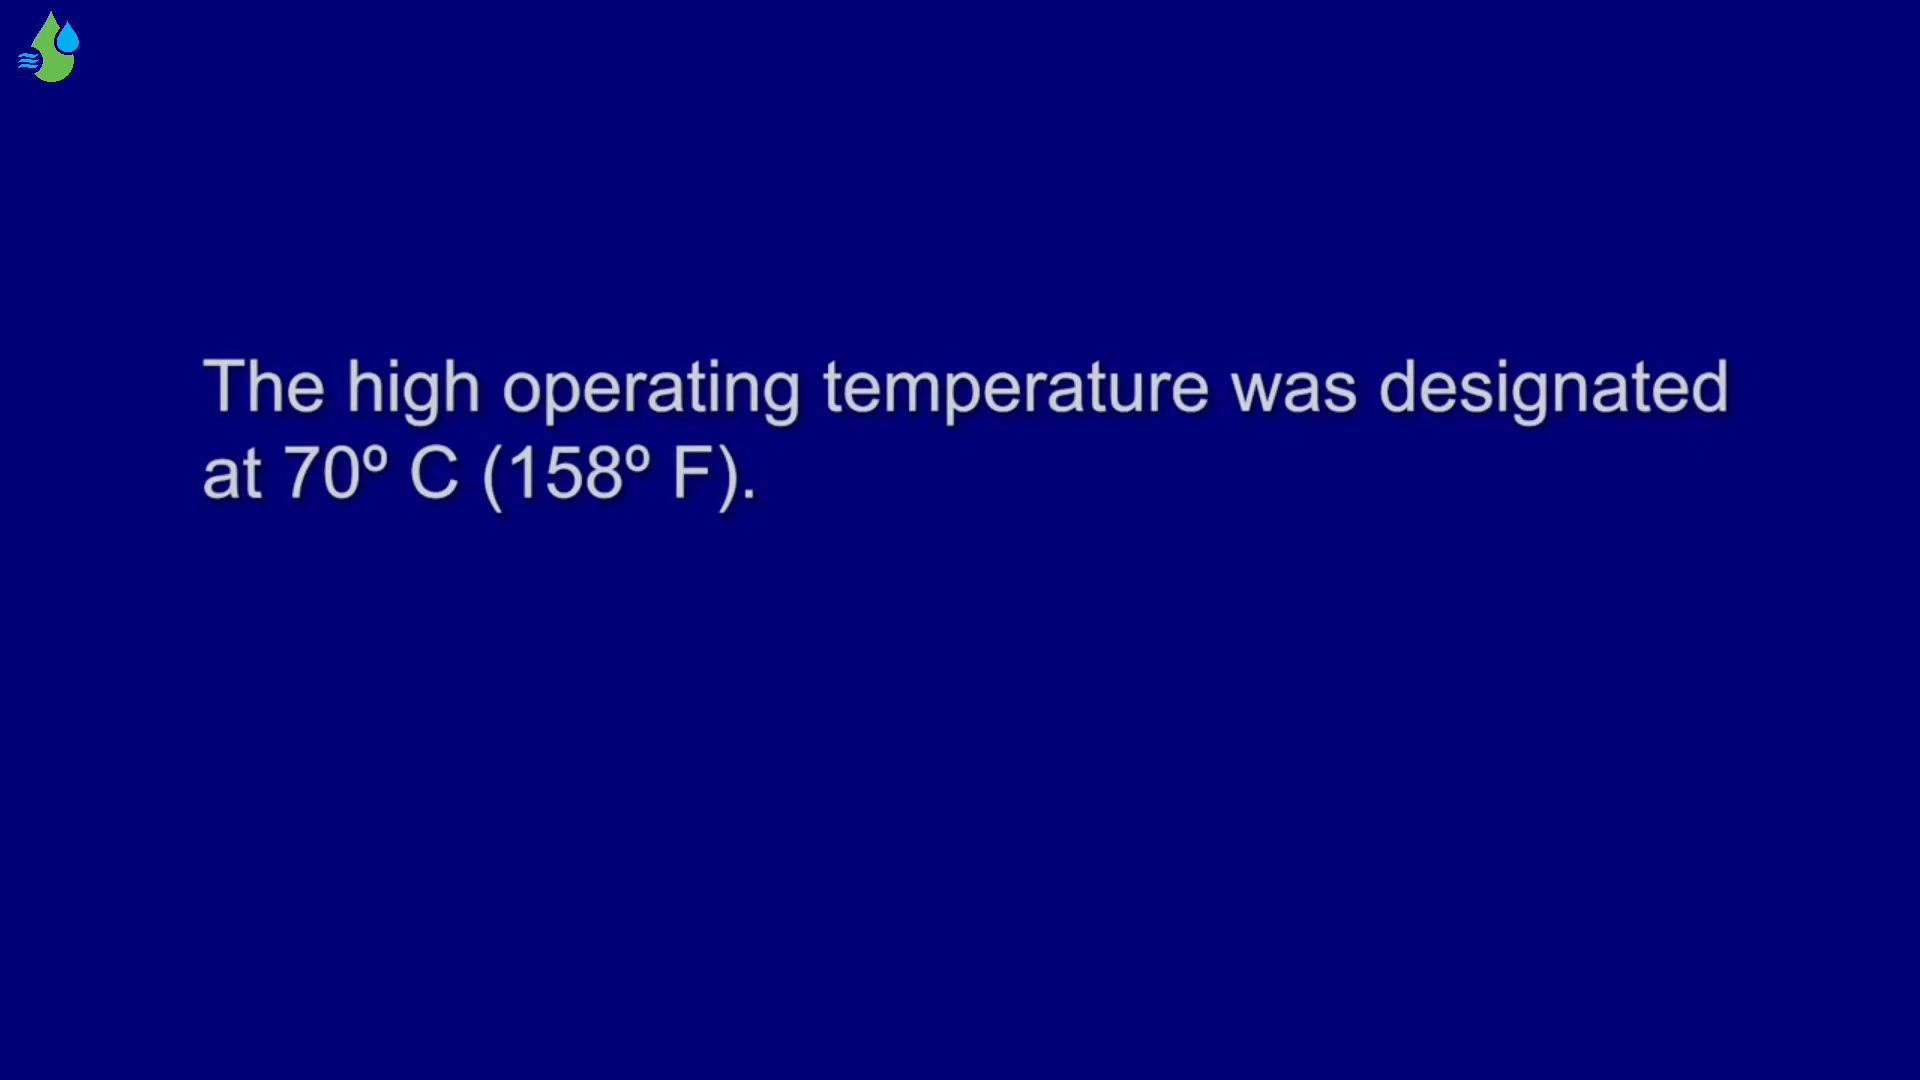 The high operating temperature was designated
at 70º C (158º F).